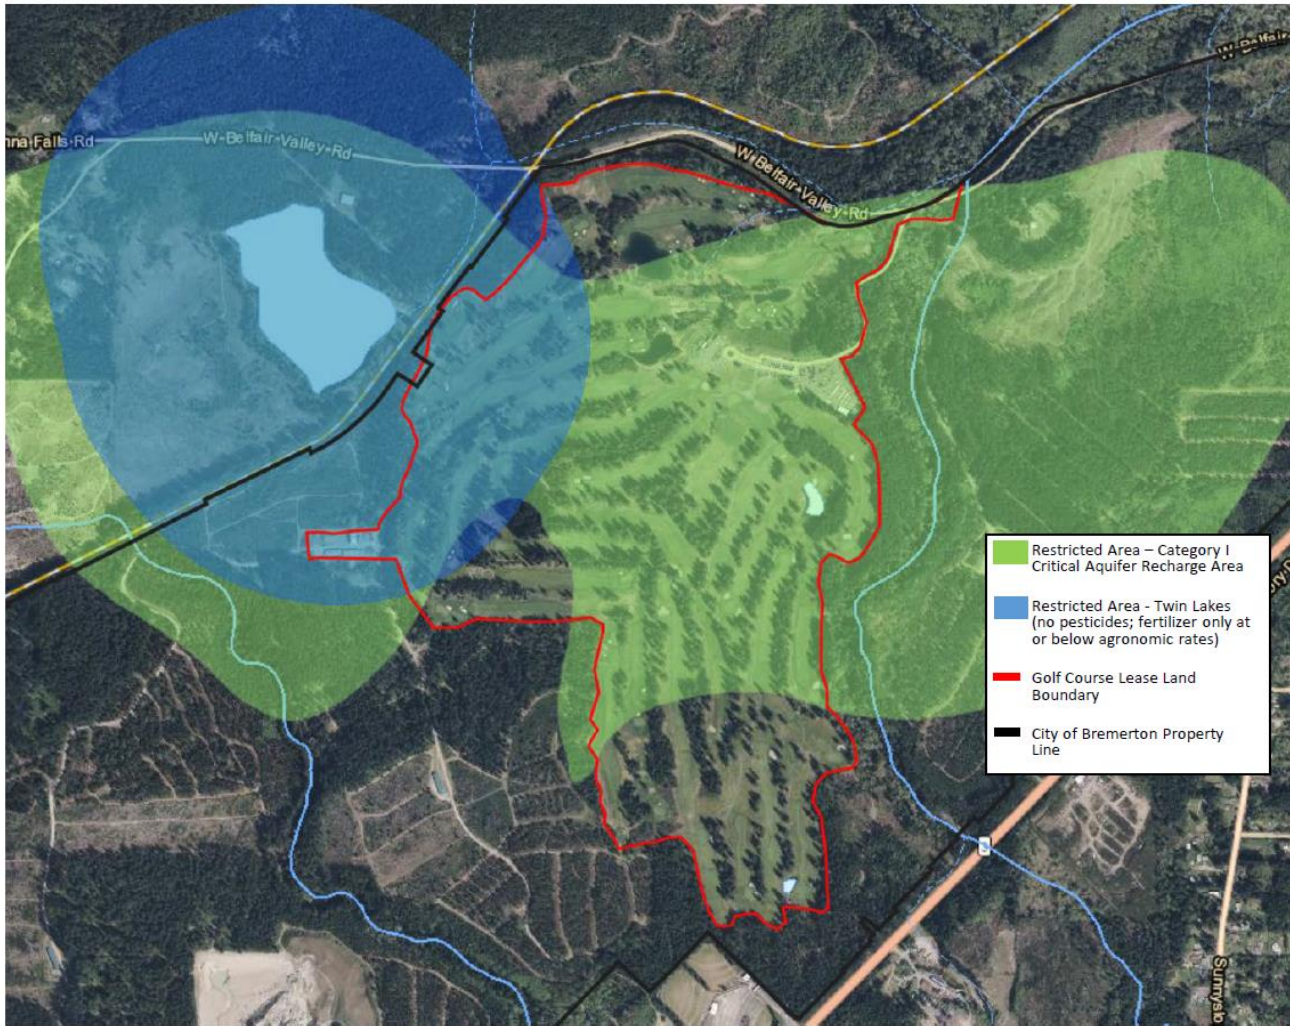 W-Belfair
nna Falls Rd
W-Belfair-Valley-Rd
W-Belfair-Valley-Rd
Restricted Area – Category I
Critical Aquifer Recharge Area
Restricted Area - Twin Lakes
(no pesticides; fertilizer only at
or below agronomic rates)
Golf Course Lease Land
Boundary
City of Bremerton Property
Line
Sunnyslo